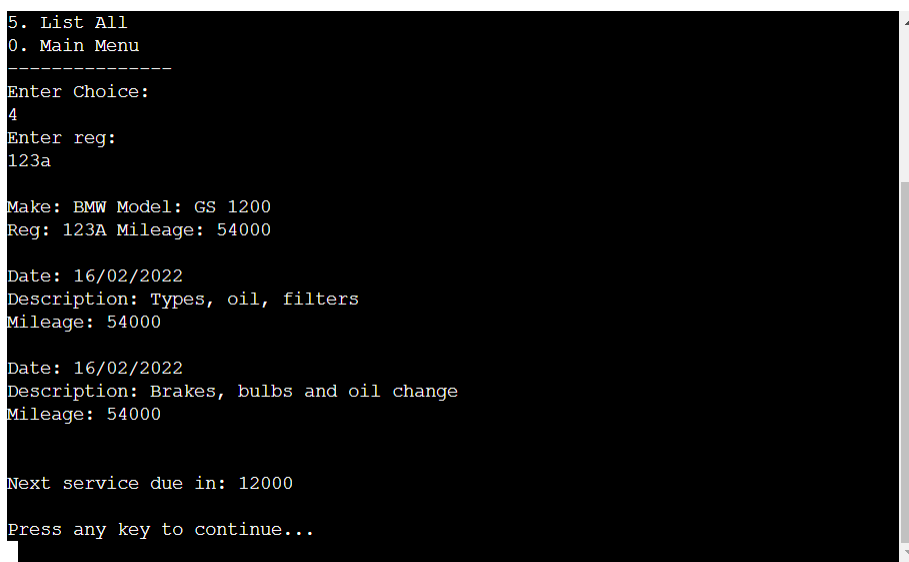 5. List All
0. Main Menu
---------------
Enter Choice:
4
Enter reg:
123a
Make: BMW Model: GS 1200
Reg: 123A Mileage: 54000
Date: 16/02/2022
Description: Types, oil, filters
Mileage: 54000
Date: 16/02/2022
Description: Brakes, bulbs and oil change
Mileage: 54000
Next service due in: 12000
Press any key to continue...